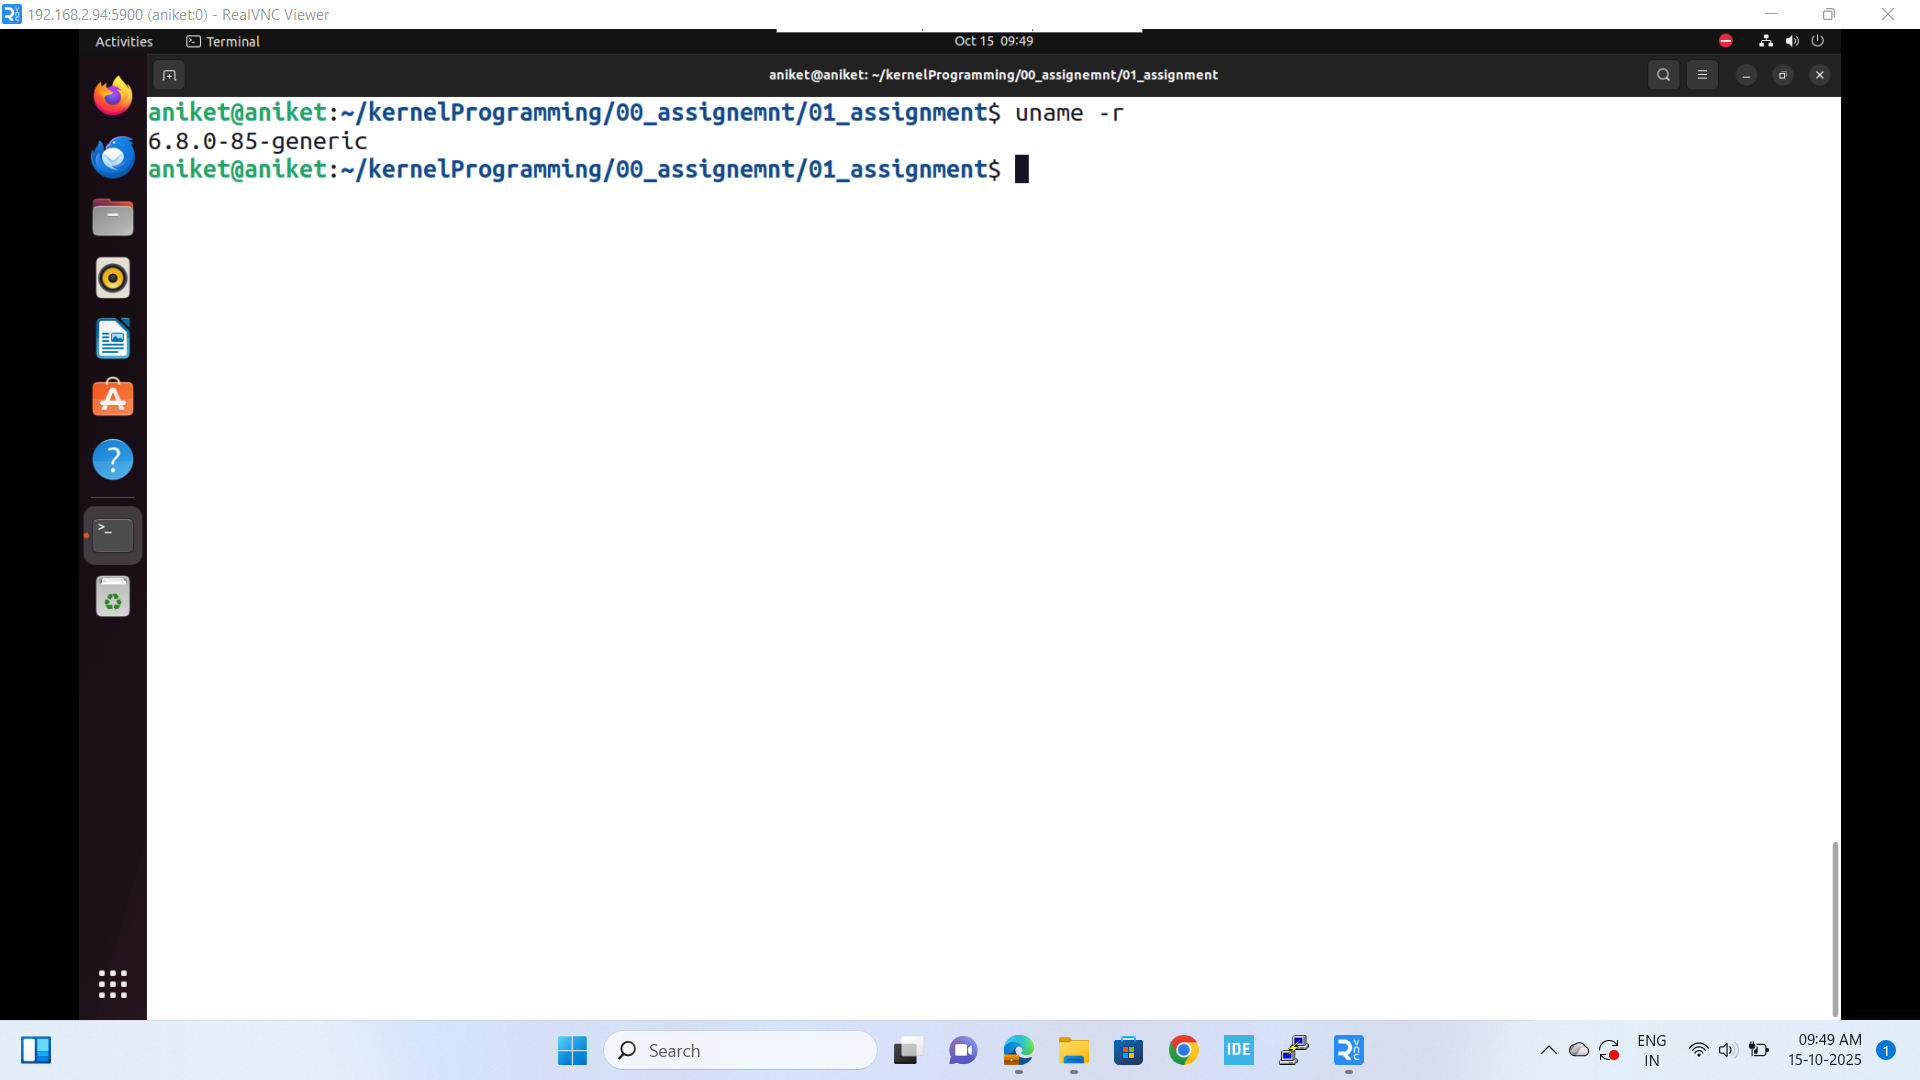 192.168.2.94:5900 (aniket:0) - RealVNC Viewer
Activities
Terminal
Oct 15 09:49
aniket@aniket: ~/kernelProgramming/00_assignemnt/01_assignment
aniket@aniket:~/kernelProgramming/00_assignemnt/01_assignment$ uname -r
6.8.0-85-generic
aniket@aniket:~/kernelProgramming/00_assignemnt/01_assignment$
Search
IDE
ENG
IN
09:49 AM
15-10-2025
1